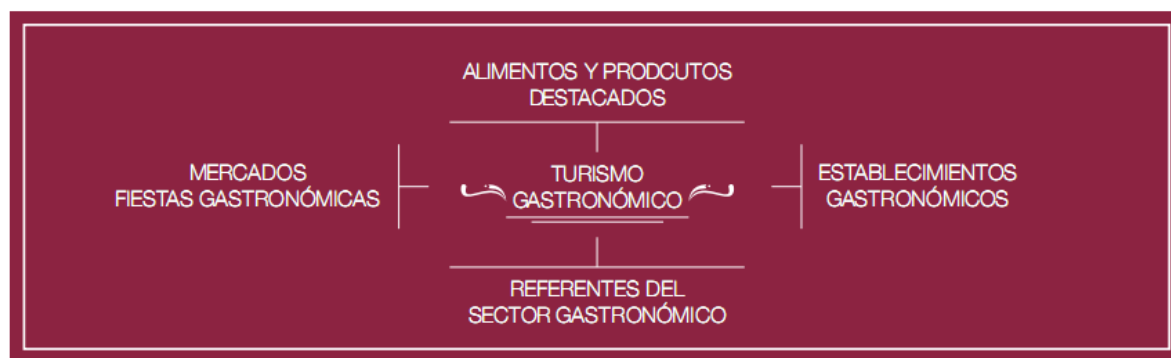 ALIMENTOS Y PRODCUTOS
DESTACADOS
MERCADOS
FIESTAS GASTRONÓMICAS
TURISMO
GASTRONÓMICO
ESTABLECIMIENTOS
GASTRONÓMICOS
REFERENTES DEL
SECTOR GASTRONÓMICO